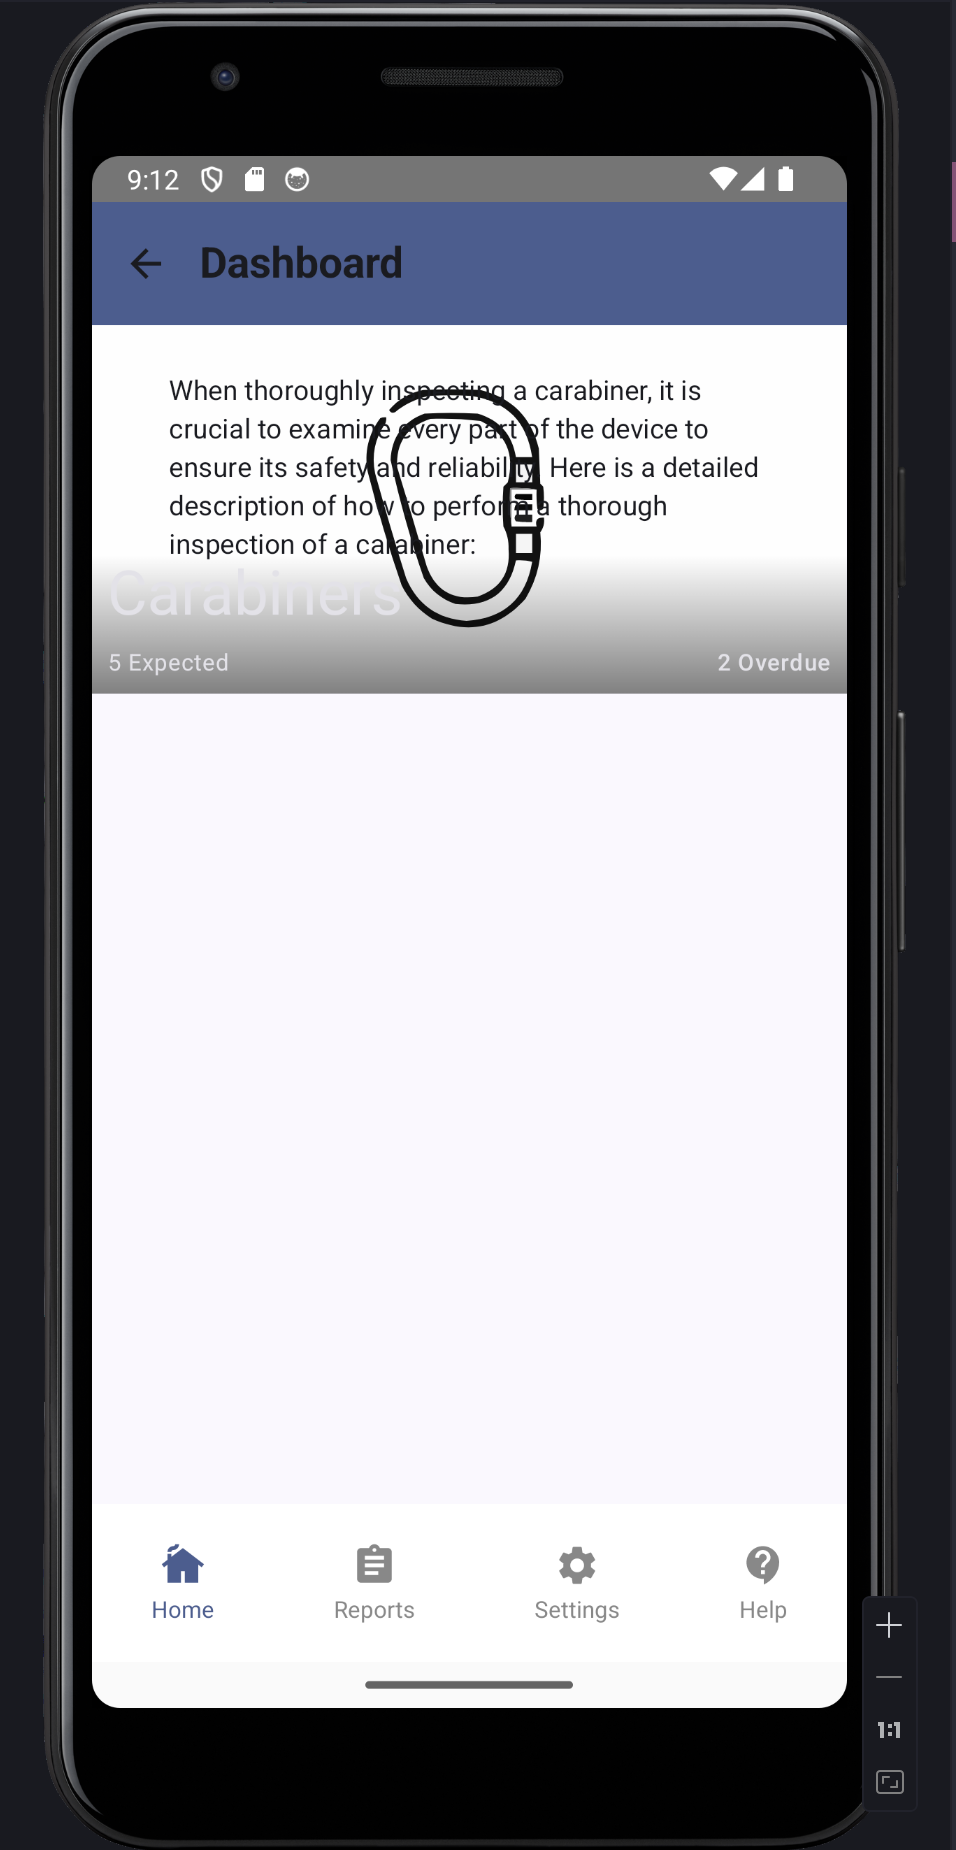 9:12
Dashboard
When thoroughly inspecting a carabiner, it is
crucial to examine every part of the device to
ensure its safety and reliability. Here is a detailed
description of how to perform a thorough
inspection of a carabiner:
Carabiners
5 Expected
2 Overdue
Home
Reports
Settings
Help
1:1